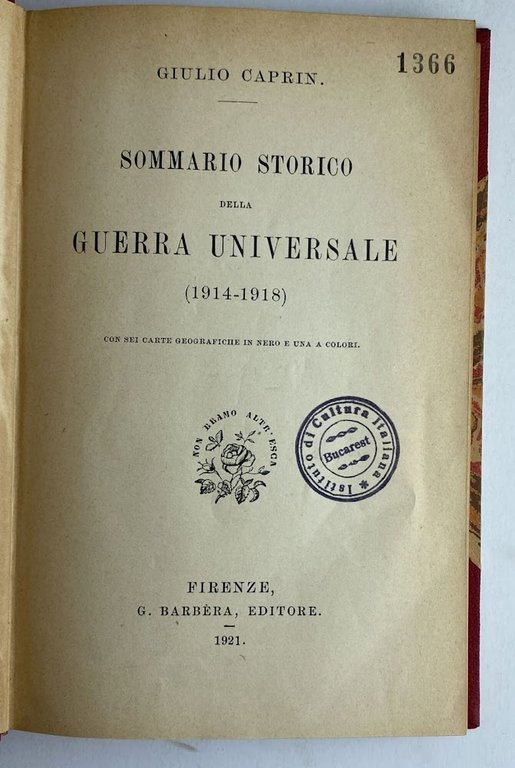 1366
GIULIO CAPRIN.
SOMMARIO STORICO
DELLA
GUERRA UNIVERSALE
(1914-1918)
CON SEI CARTE GEOGRAFICHE IN NERO E UNA A COLORI.
NON BRAMO ALTR'ESCA
Istituto di Cultura Italiana
Bucarest
FIRENZE,
G. BARBÈRA, EDITORE.
1921.